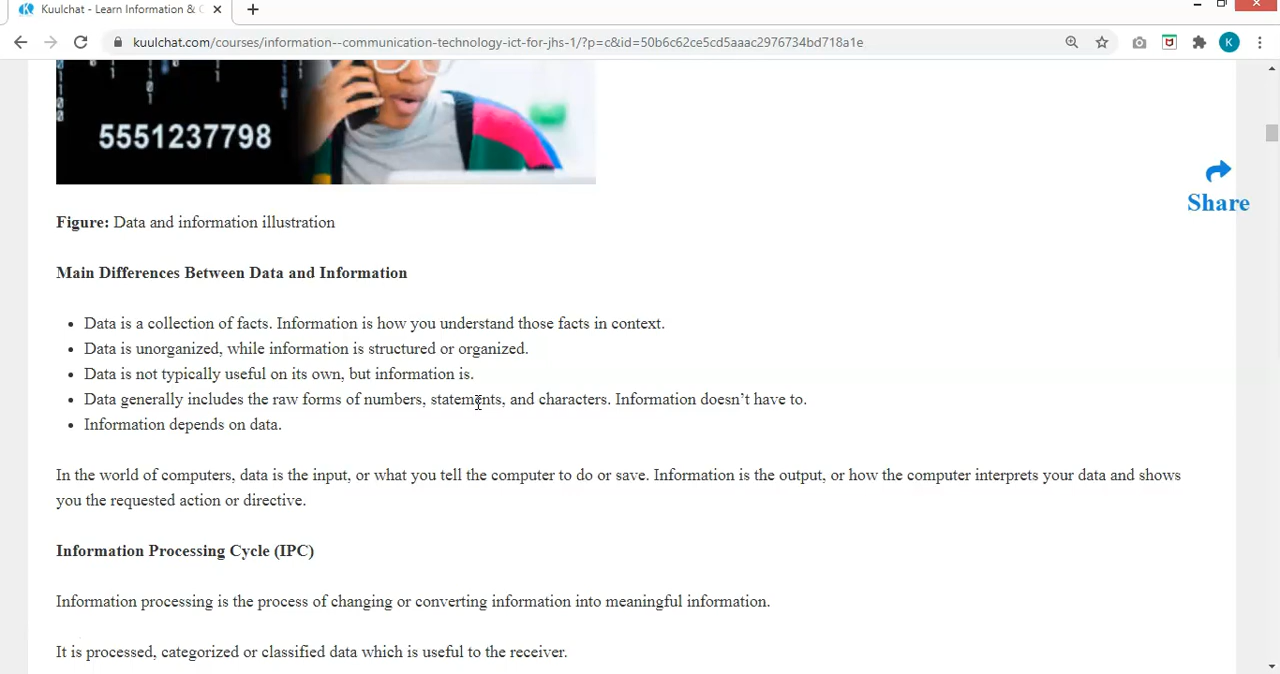 Kuulchat - Learn Information & C
kuulchat.com/courses/information--communication-technology-ict-for-jhs-1/?p=c&id=50b6c62ce5cd5aaac2976734bd718a1e
K
5551237798
Share
Figure: Data and information illustration
Main Differences Between Data and Information
• Data is a collection of facts. Information is how you understand those facts in context.
• Data is unorganized, while information is structured or organized.
• Data is not typically useful on its own, but information is.
• Data generally includes the raw forms of numbers, statements, and characters. Information doesn’t have to.
• Information depends on data.
In the world of computers, data is the input, or what you tell the computer to do or save. Information is the output, or how the computer interprets your data and shows
you the requested action or directive.
Information Processing Cycle (IPC)
Information processing is the process of changing or converting information into meaningful information.
It is processed, categorized or classified data which is useful to the receiver.